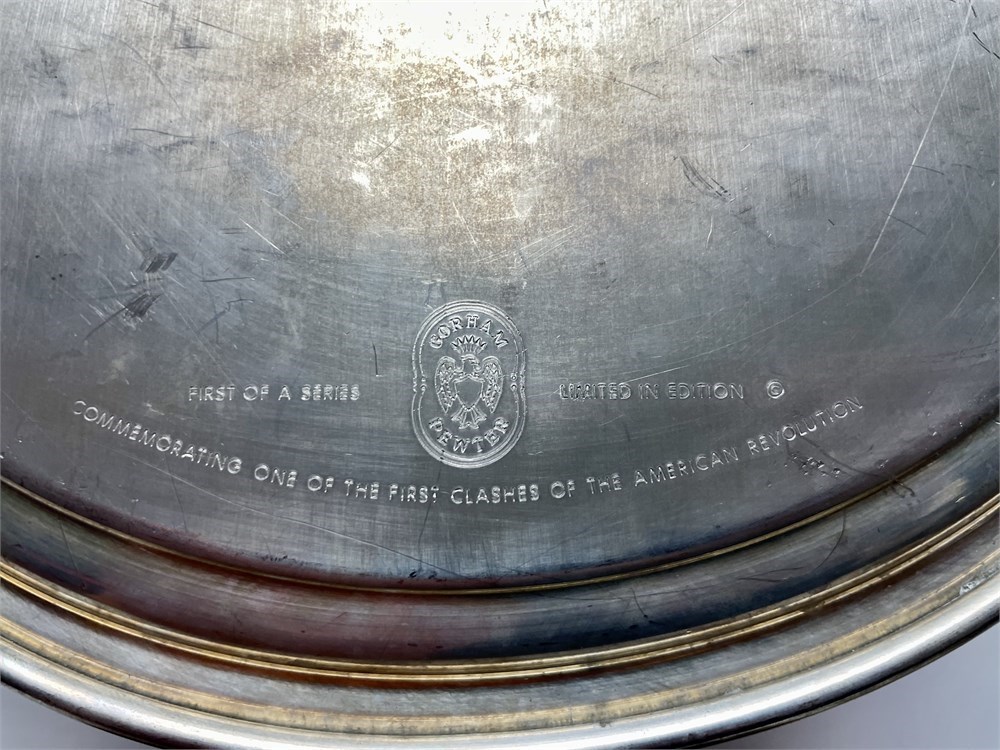 GORHAM
PEWTER
FIRST OF A SERIES
LIMITED IN EDITION ©
COMMEMORATING ONE OF THE FIRST CLASHES OF THE AMERICAN REVOLUTION